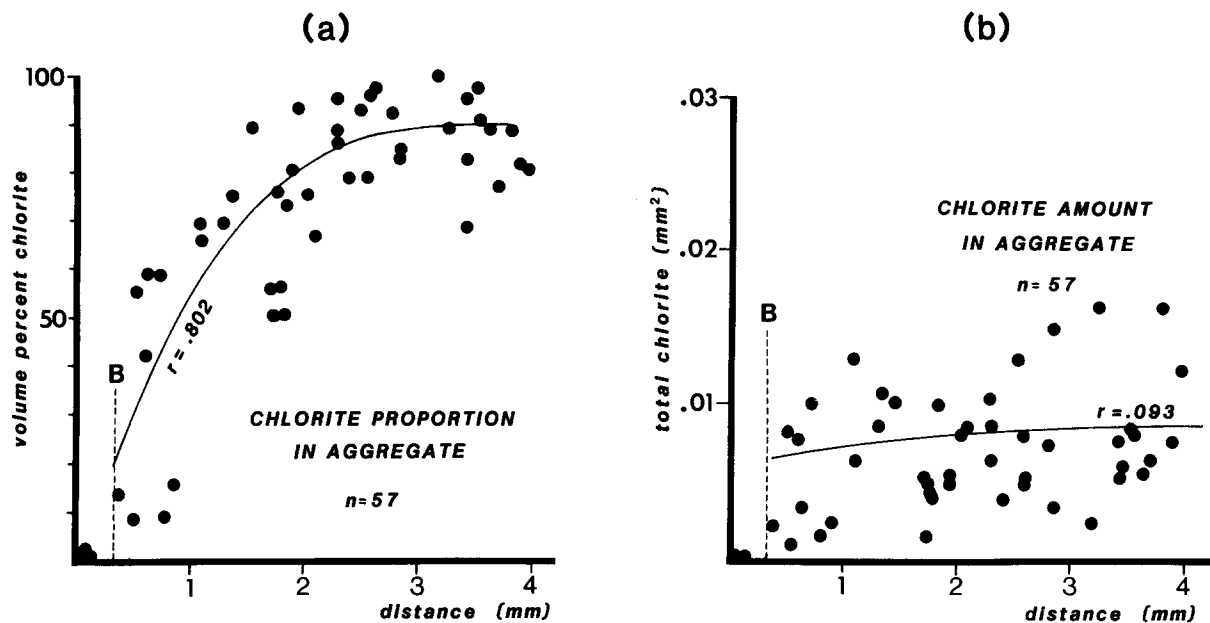 (a)
100
50
volume percent chlorite
B
r = .802
CHLORITE PROPORTION
IN AGGREGATE
n=57
1 2 3 4
distance (mm)
(b)
.03
.02
.01
total chlorite (mm²)
B
CHLORITE AMOUNT
IN AGGREGATE
n=57
r=.093
1 2 3 4
distance (mm)